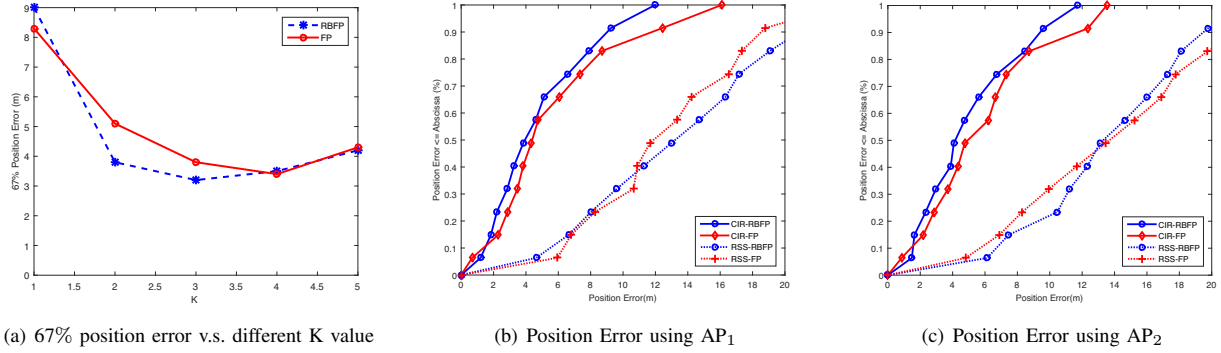 9
8
7
6
5
4
3
2
1
0
67% Position Error (m)
1 1.5 2 2.5 3 3.5 4 4.5 5
K
RBFP
FP
(a) 67% position error v.s. different K value
1
0.9
0.8
0.7
0.6
0.5
0.4
0.3
0.2
0.1
0
Position Error <= Abscissa (%)
0 2 4 6 8 10 12 14 16 18 20
Position Error(m)
CIR-RBFP
CIR-FP
RSS-RBFP
RSS-FP
(b) Position Error using AP₁
1
0.9
0.8
0.7
0.6
0.5
0.4
0.3
0.2
0.1
0
Position Error <= Abscissa (%)
0 2 4 6 8 10 12 14 16 18 20
Position Error(m)
CIR-RBFP
CIR-FP
RSS-RBFP
RSS-FP
(c) Position Error using AP₂